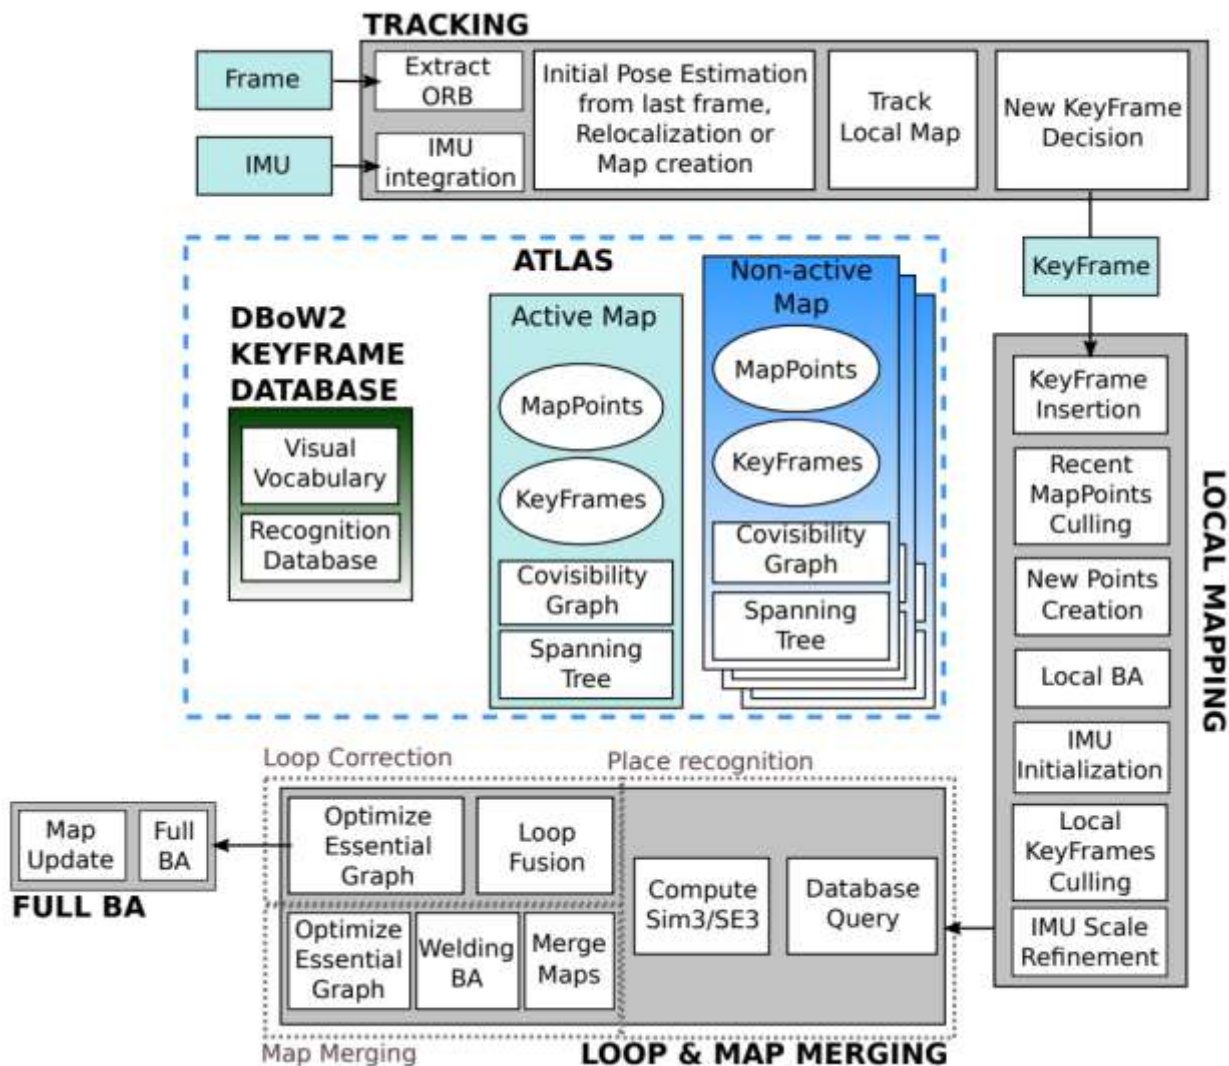 TRACKING
Frame
IMU
Extract
ORB
IMU
integration
Initial Pose Estimation
from last frame,
Relocalization or
Map creation
Track
Local Map
New KeyFrame
Decision
KeyFrame
ATLAS
DBoW2
KEYFRAME
DATABASE
Visual
Vocabulary
Recognition
Database
Active Map
MapPoints
KeyFrames
Covisibility
Graph
Spanning
Tree
Non-active
Map
MapPoints
KeyFrames
Covisibility
Graph
Spanning
Tree
KeyFrame
Insertion
Recent
MapPoints
Culling
New Points
Creation
Local BA
IMU
Initialization
Local
KeyFrames
Culling
IMU Scale
Refinement
LOCAL MAPPING
Loop Correction
Place recognition
Optimize
Essential
Graph
Loop
Fusion
Compute
Sim3/SE3
Database
Query
Map
Update
Full
BA
FULL BA
Optimize
Essential
Graph
Welding
BA
Merge
Maps
Map Merging
LOOP & MAP MERGING